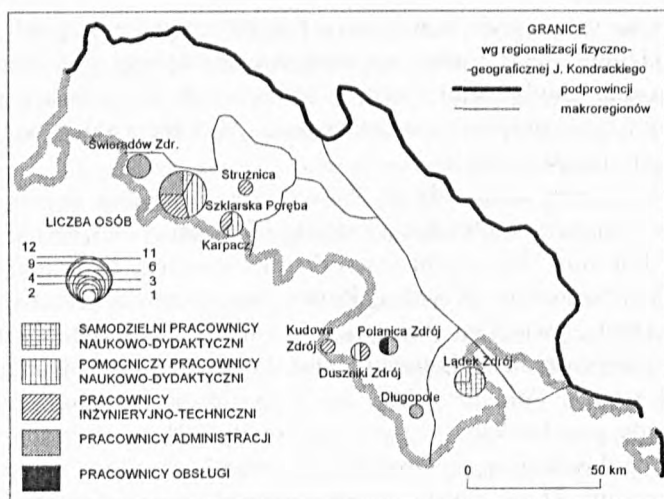 GRANICE
wg regionalizacji fizyczno-
geograficznej J. Kondrackiego
podprowincji
makroregionów
Świeradów Zdr.
Strużnica
Szklarska Poręba
Karpacz
LICZBA OSÓB
12
11
9
6
4
3
2
1
SAMODZIELNI PRACOWNICY
NAUKOWO-DYDAKTYCZNI
POMOCNICZY PRACOWNICY
NAUKOWO-DYDAKTYCZNI
PRACOWNICY
INŻYNIERYJNO-TECHNICZNI
PRACOWNICY ADMINISTRACJI
PRACOWNICY OBSŁUGI
Kudowa
Zdrój
Polanica Zdrój
Duszniki Zdrój
Lądek Zdrój
Długopole
0
50 km